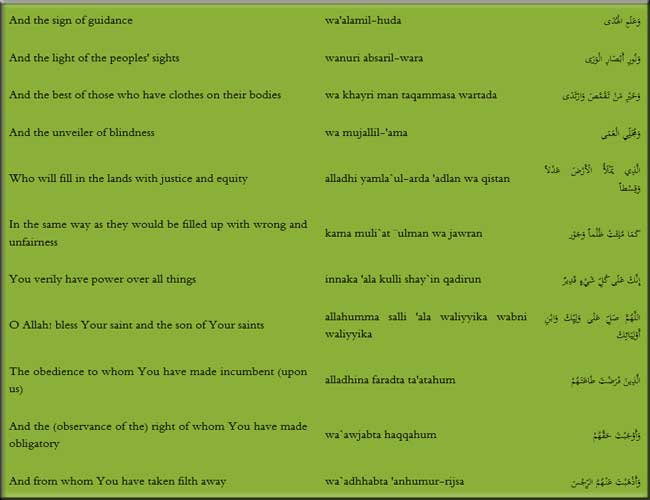 And the sign of guidance wa'alamil-huda وَعَلَمِ الْهُدَى
And the light of the peoples' sights wanuri absaril-wara وَنُورِ أَبْصَارِ الْوَرَى
And the best of those who have clothes on their bodies wa khayri man taqammasa wartada وَخَيْرِ مَنْ تَقَمَّصَ وَارْتَدَى
And the unveiler of blindness wa mujallil-'ama وَمُجَلِّي الْعَمَى
Who will fill in the lands with justice and equity alladhi yamla`ul-arda 'adlan wa qistan الَّذِي يَمْلَأُ الْأَرْضَ عَدْلاً
وَقِسْطاً
In the same way as they would be filled up with wrong and
unfairness kama muli`at ¨ulman wa jawran كَمَا مُلِئَتْ ظُلْماً وَجَوْر
You verily have power over all things innaka 'ala kulli shay`in qadirun إِنَّكَ عَلَى كُلِّ شَيْءٍ قَدِيرٌ
O Allah: bless Your saint and the son of Your saints allahumma salli 'ala waliyyika wabni اللَّهُمَّ صَلِّ عَلَى وَلِيِّكَ وَابْنِ
waliyyika أَوْلِيَائِكَ
The obedience to whom You have made incumbent (upon
us) alladhina faradta ta'atahum الَّذِينَ فَرَضْتَ طَاعَتَهُمْ
And the (observance of the) right of whom You have made
obligatory wa`awjabta haqqahum وَأَوْجَبْتَ حَقَّهُمْ
And from whom You have taken filth away wa`adhhabta 'anhumur-rijsa وَأَذْهَبْتَ عَنْهُمُ الرِّجْسَ